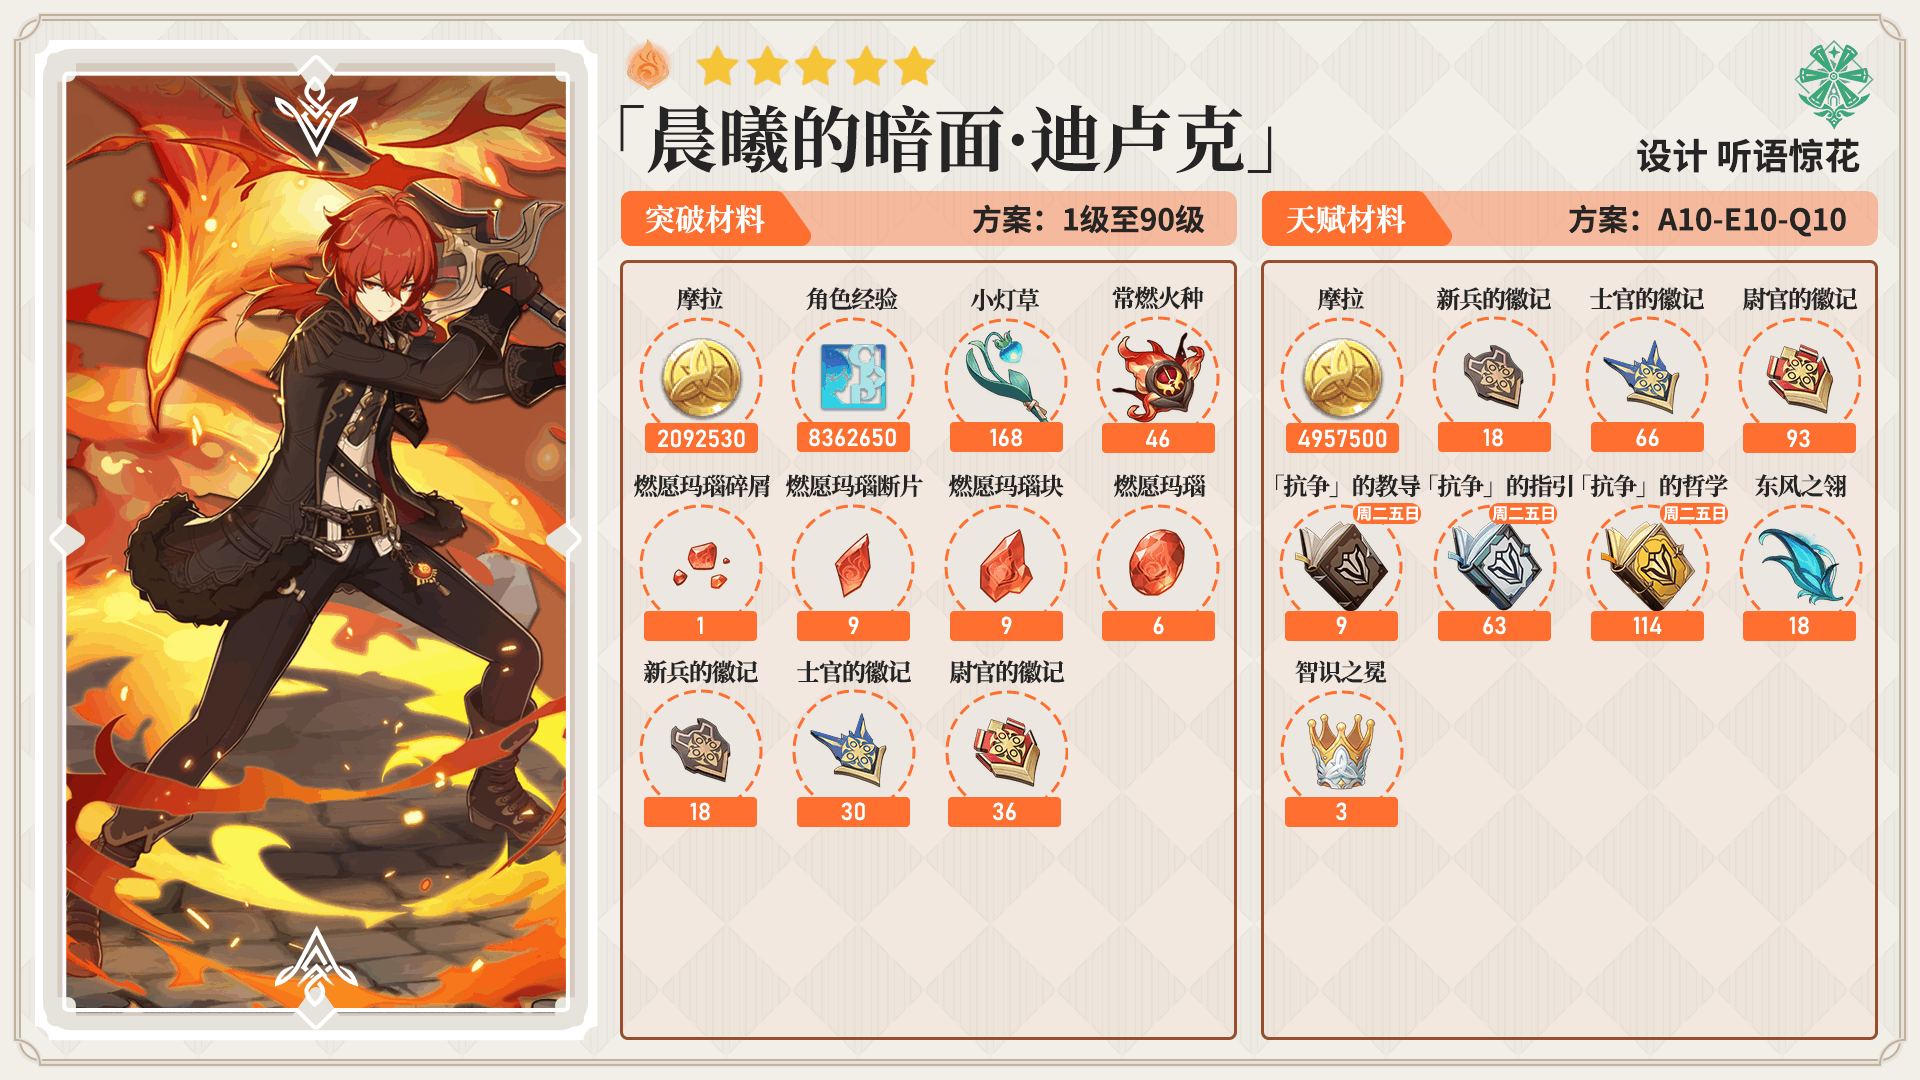 「晨曦的暗面·迪卢克」
设计 听语惊花
突破材料 方案：1级至90级
摩拉 角色经验 小灯草 常燃火种
2092530 8362650 168 46
燃愿玛瑙碎屑 燃愿玛瑙断片 燃愿玛瑙块 燃愿玛瑙
1 9 9 6
新兵的徽记 士官的徽记 尉官的徽记
18 30 36
天赋材料 方案：A10-E10-Q10
摩拉 新兵的徽记 士官的徽记 尉官的徽记
4957500 18 66 93
「抗争」的教导 「抗争」的指引 「抗争」的哲学 东风之翎
周二五日 周二五日 周二五日
9 63 114 18
智识之冕
3